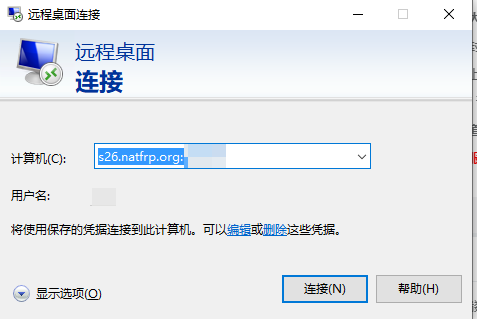 远程桌面连接
远程桌面
连接
计算机(C):
s26.natfrp.org:
用户名:
将使用保存的凭据连接到此计算机。可以编辑或删除这些凭据。
显示选项(O)
连接(N)
帮助(H)